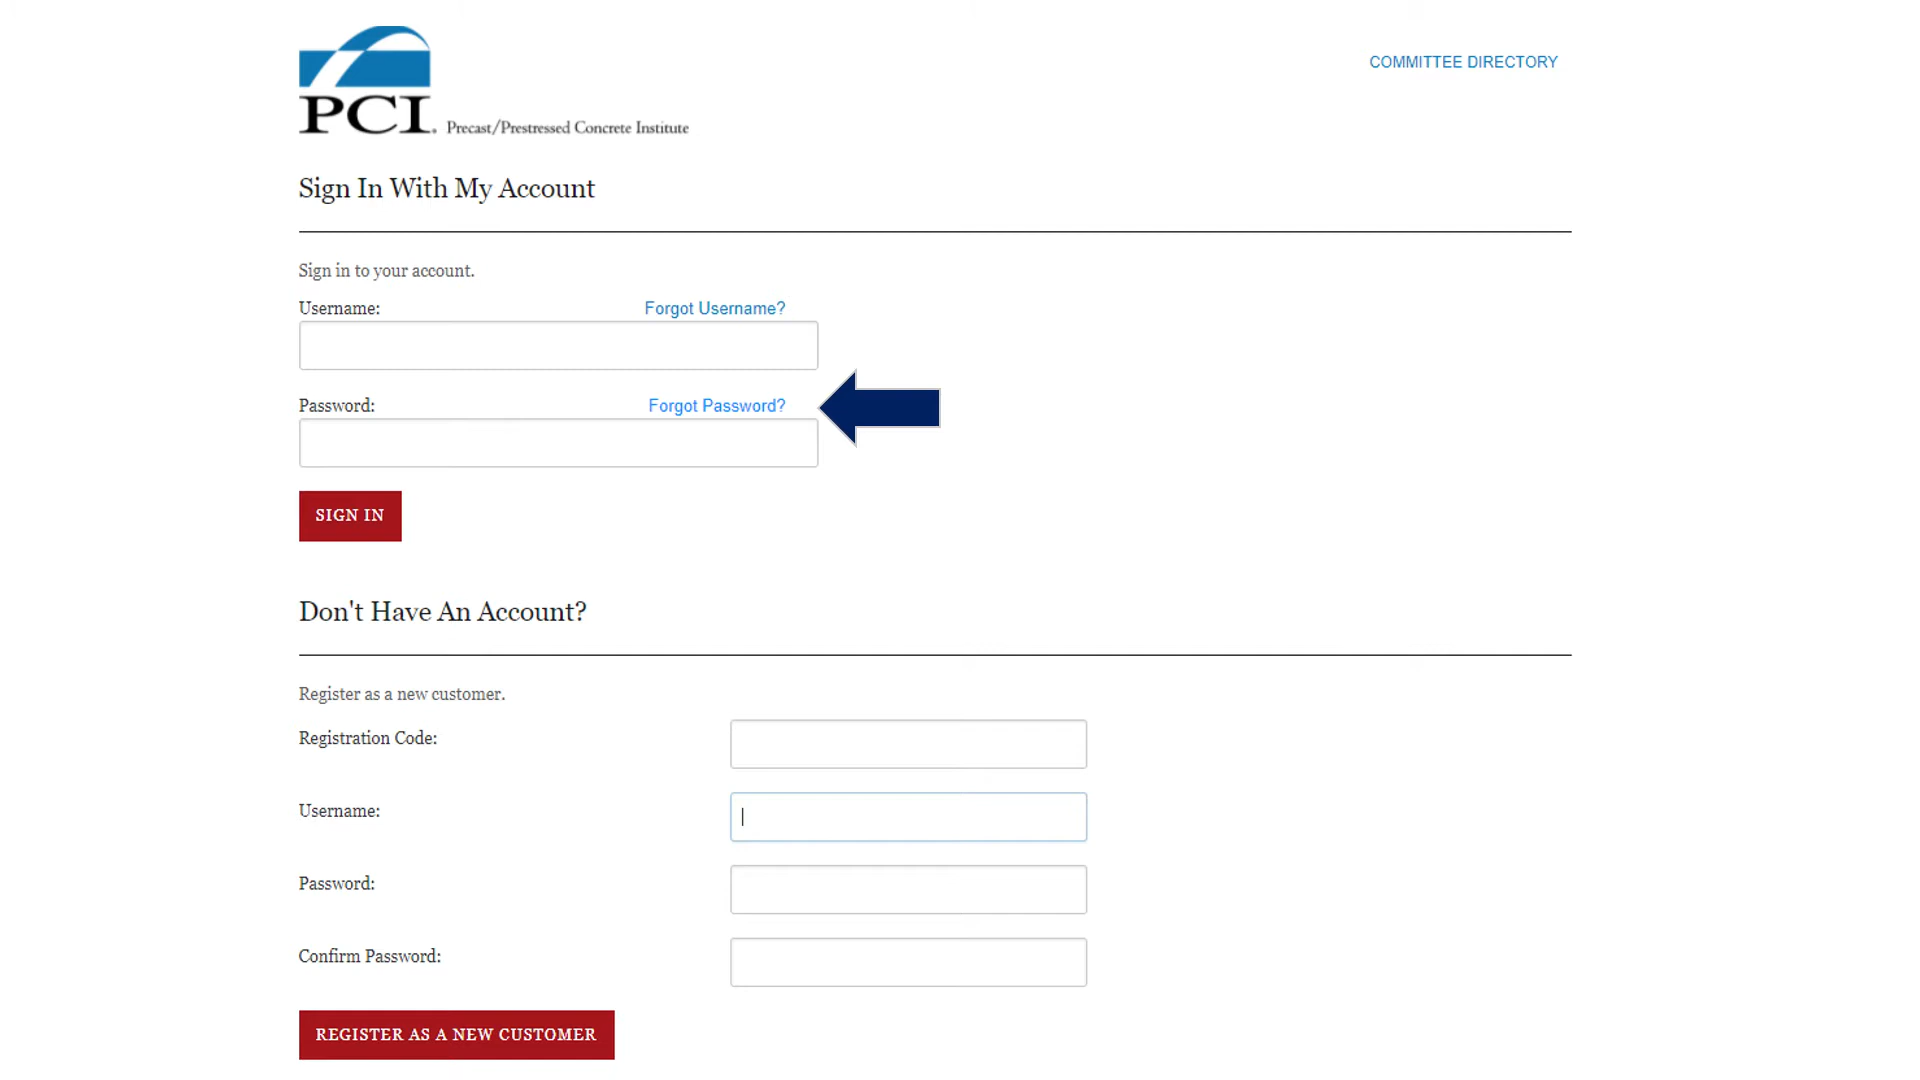 PCI® Precast/Prestressed Concrete Institute
COMMITTEE DIRECTORY
Sign In With My Account
Sign in to your account.
Username: Forgot Username?
Password: Forgot Password?
SIGN IN
Don't Have An Account?
Register as a new customer.
Registration Code:
Username:
Password:
Confirm Password:
REGISTER AS A NEW CUSTOMER